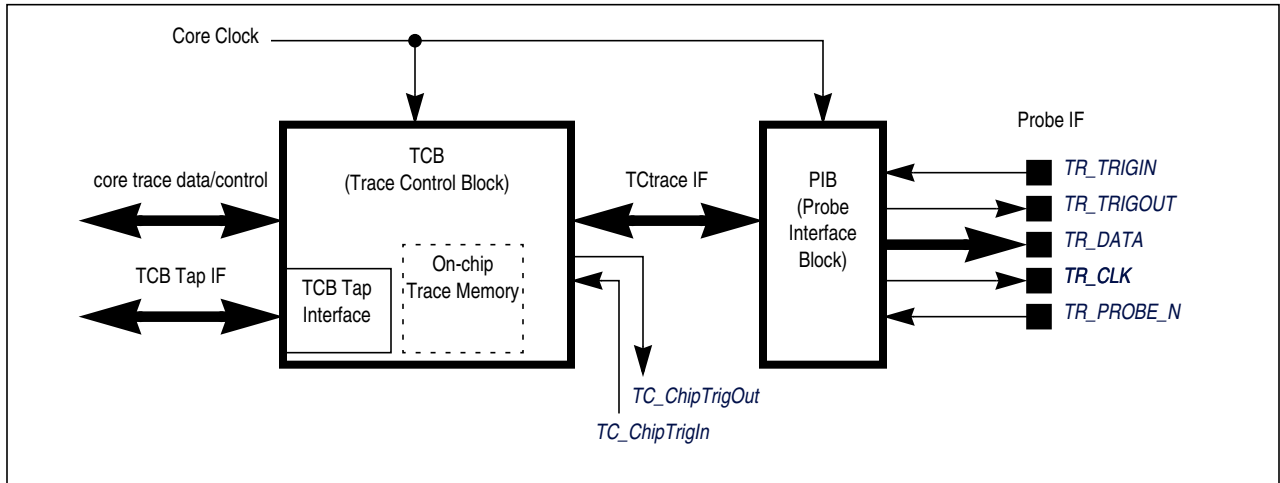 Core Clock
Probe IF
TCB
(Trace Control Block)
core trace data/control
TCtrace IF
PIB
(Probe
Interface
Block)
TR_TRIGIN
TR_TRIGOUT
TR_DATA
TR_CLK
TR_PROBE_N
TCB Tap IF
TCB Tap
Interface
On-chip
Trace Memory
TC_ChipTrigOut
TC_ChipTrigIn